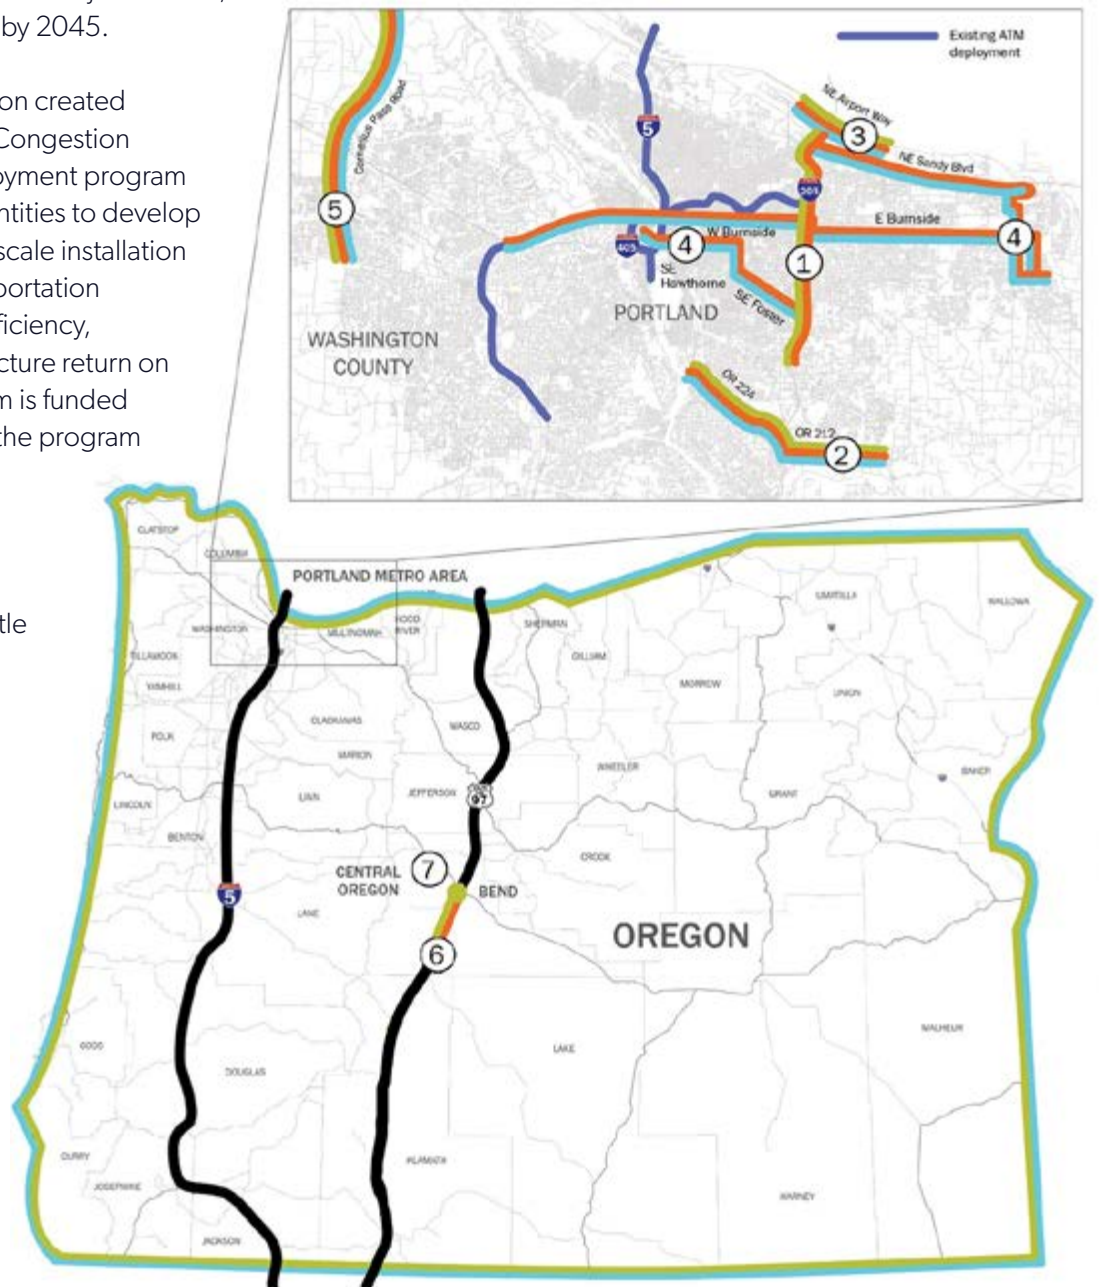 by 2045.
on created
Congestion
oyment program
ntities to develop
scale installation
portation
ficiency,
cture return on
m is funded
the program
tle
Existing ATM
deployment
Cornelius Pass Road
5
5
NE Airport Way
3
NE Sandy Blvd
E Burnside
4
W Burnside
4
405
SE
Hawthorne
SE Foster
1
PORTLAND
WASHINGTON
COUNTY
OR 224
OR 212
2
CLATSOP
COLUMBIA
PORTLAND METRO AREA
WASHINGTON
MULTNOMAH
HOOD
RIVER
SHERMAN
UMATILLA
WALLOWA
TILLAMOOK
GILLIAM
YAMHILL
MORROW
UNION
CLACKAMAS
WASCO
POLK
MARION
WHEELER
BAKER
LINCOLN
LINN
JEFFERSON
97
GRANT
BENTON
CROOK
CENTRAL
OREGON
7
BEND
5
LANE
OREGON
6
COOS
DOUGLAS
LAKE
MALHEUR
CURRY
JOSEPHINE
KLAMATH
HARNEY
JACKSON